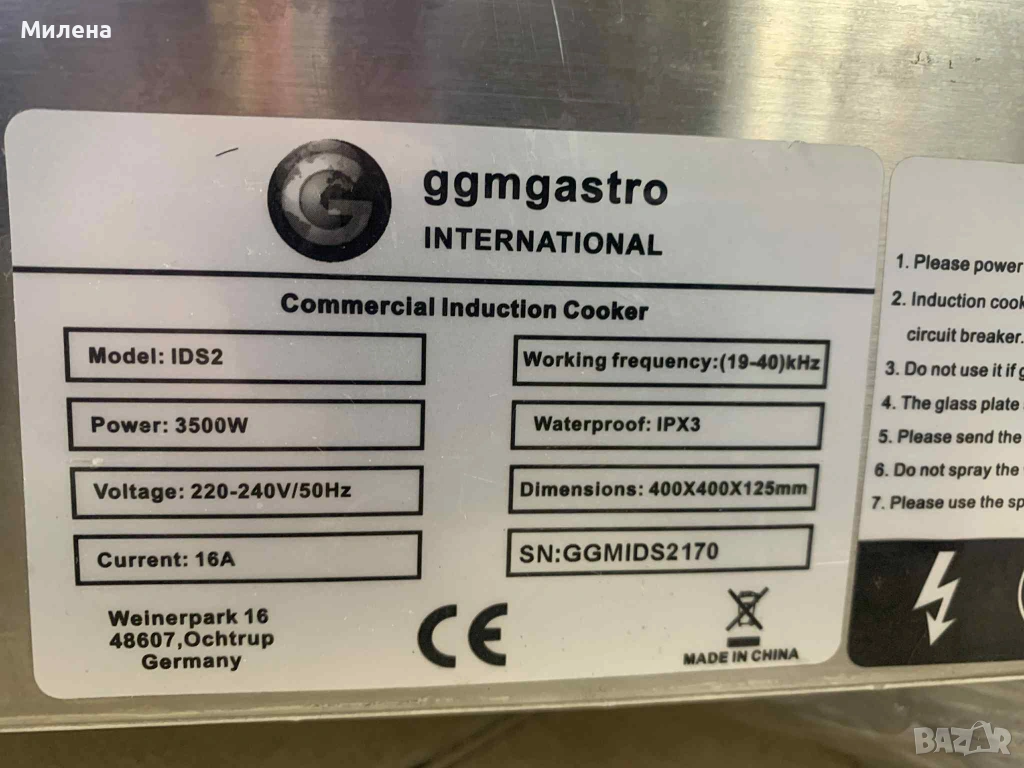 Милена
ggmgastro
INTERNATIONAL
Commercial Induction Cooker
Model: IDS2
Power: 3500W
Voltage: 220-240V/50Hz
Current: 16A
Working frequency:(19-40)kHz
Waterproof: IPX3
Dimensions: 400X400X125mm
SN:GGMIDS2170
Weinerpark 16
48607,Ochtrup
Germany
CE
MADE IN CHINA
1. Please power
2. Induction cook
circuit breaker.
3. Do not use it if
4. The glass plate
5. Please send the
6. Do not spray the
7. Please use the sp
BAZAR